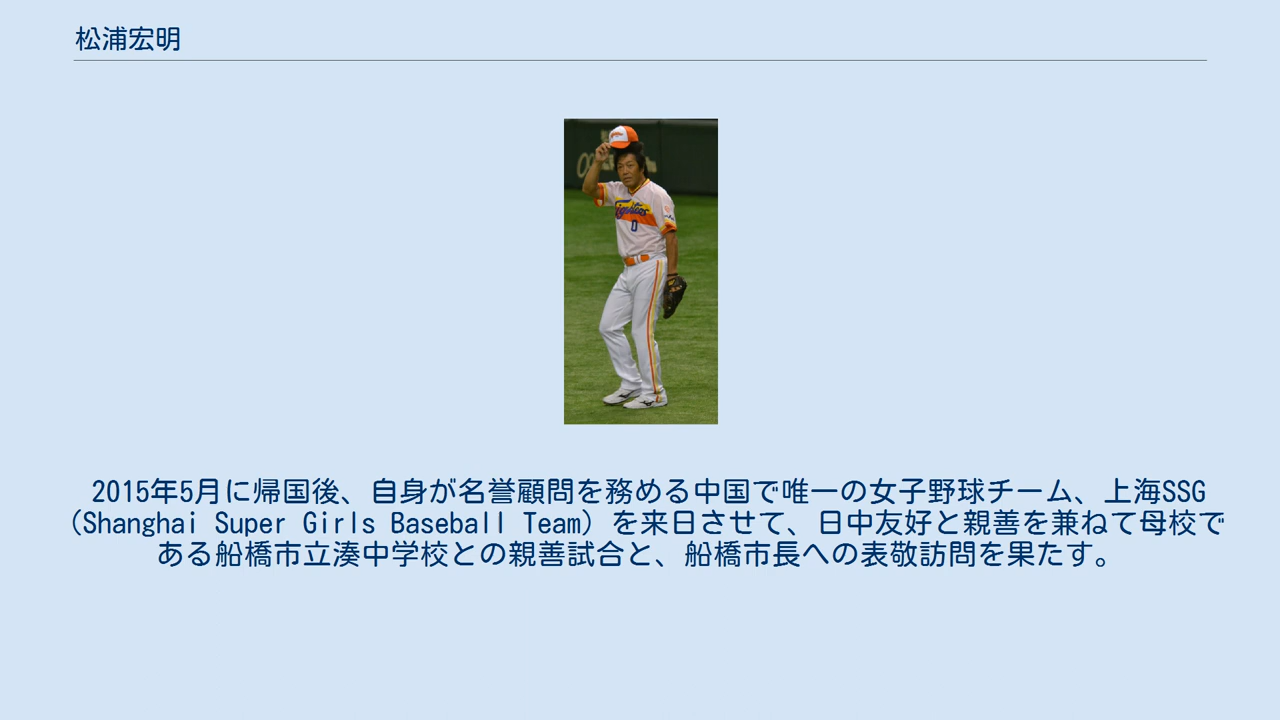 松浦宏明
0
2015年5月に帰国後、自身が名誉顧問を務める中国で唯一の女子野球チーム、上海SSG
(Shanghai Super Girls Baseball Team) を来日させて、日中友好と親善を兼ねて母校で
ある船橋市立湊中学校との親善試合と、船橋市長への表敬訪問を果たす。